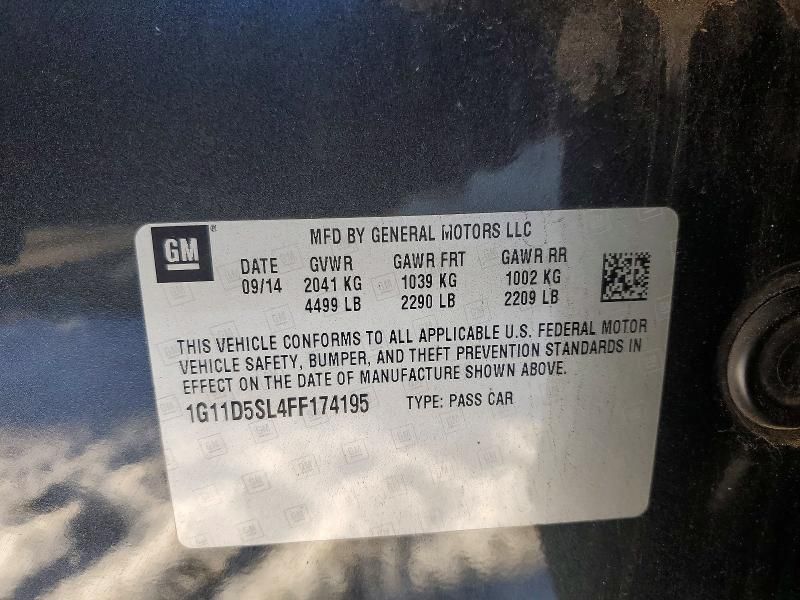 GM
MFD BY GENERAL MOTORS LLC
DATE GVWR GAWR FRT GAWR RR
09/14 2041 KG 1039 KG 1002 KG
4499 LB 2290 LB 2209 LB
THIS VEHICLE CONFORMS TO ALL APPLICABLE U.S. FEDERAL MOTOR
VEHICLE SAFETY, BUMPER, AND THEFT PREVENTION STANDARDS IN
EFFECT ON THE DATE OF MANUFACTURE SHOWN ABOVE.
1G11D5SL4FF174195 TYPE: PASS CAR